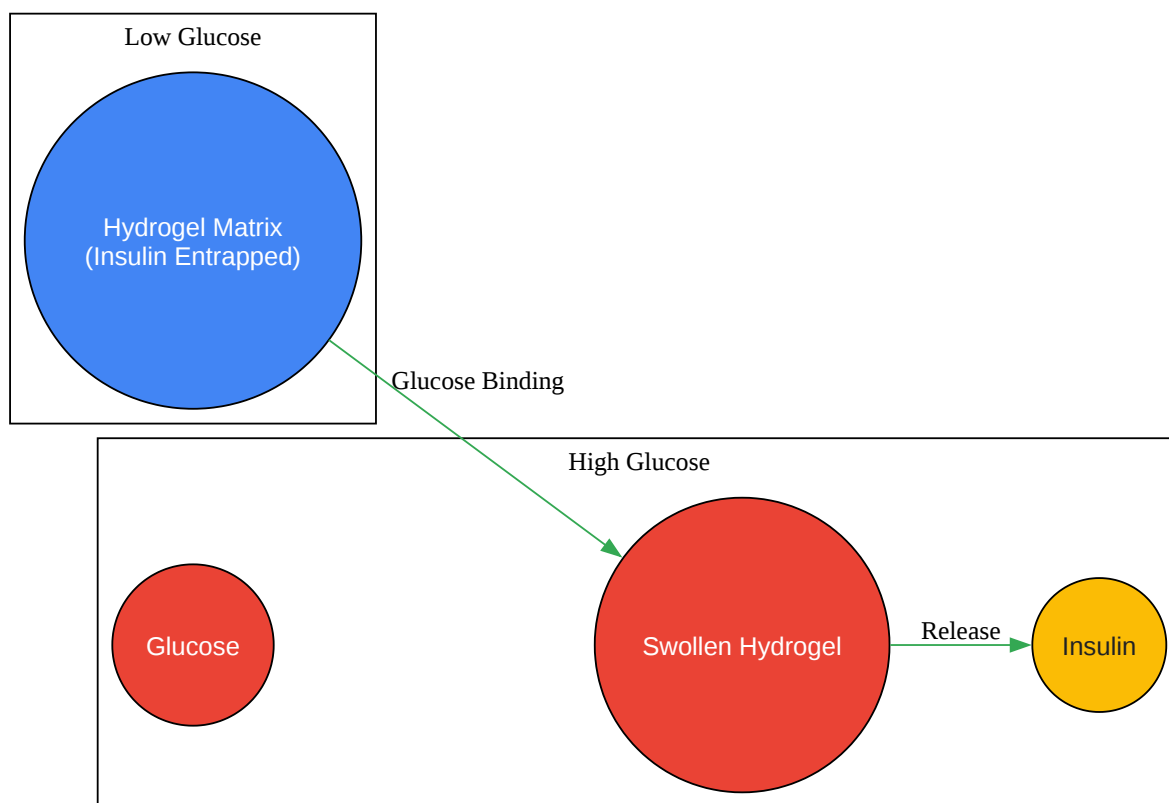 Low Glucose
Hydrogel Matrix
(Insulin Entrapped)
Glucose Binding
High Glucose
Glucose
Swollen Hydrogel
Release
Insulin